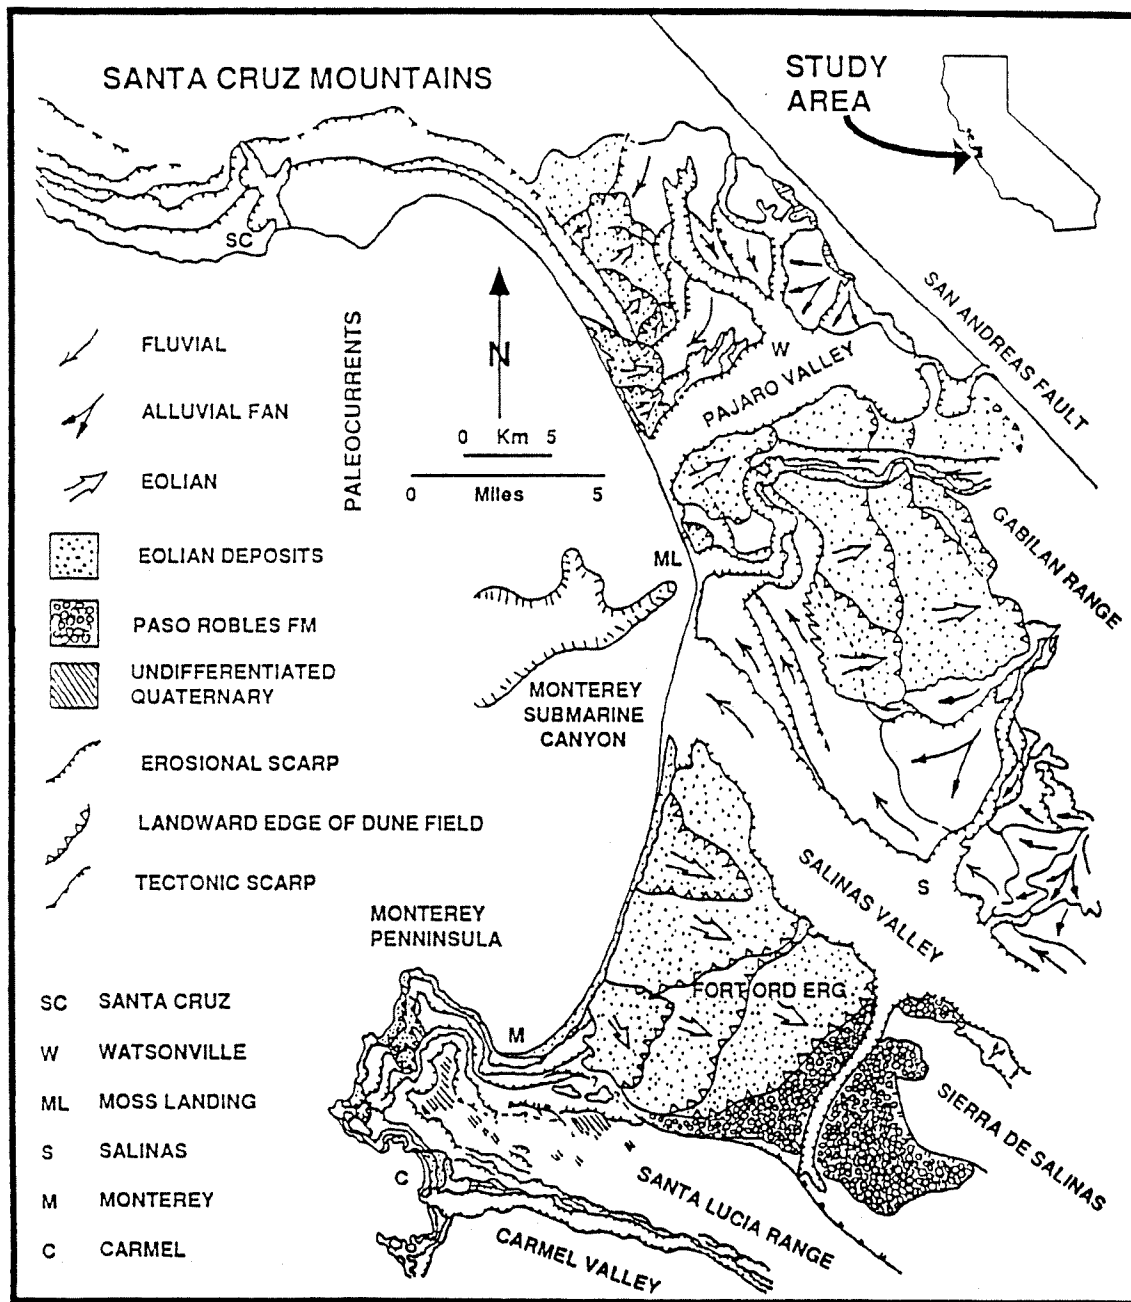 SANTA CRUZ MOUNTAINS
STUDY
AREA
SC
SAN ANDREAS FAULT
N
0 Km 5
0 5
Miles
PALEOCURRENTS
FLUVIAL
ALLUVIAL FAN
EOLIAN
EOLIAN DEPOSITS
PASO ROBLES FM
UNDIFFERENTIATED
QUATERNARY
EROSIONAL SCARP
LANDWARD EDGE OF DUNE FIELD
TECTONIC SCARP
W
PAJARO VALLEY
GABILAN RANGE
ML
MONTEREY
SUBMARINE
CANYON
SALINAS VALLEY
S
MONTEREY
PENNINSULA
FORT ORD ERG
M
SIERRA DE SALINAS
C
SANTA LUCIA RANGE
CARMEL VALLEY
SC SANTA CRUZ
W WATSONVILLE
ML MOSS LANDING
S SALINAS
M MONTEREY
C CARMEL